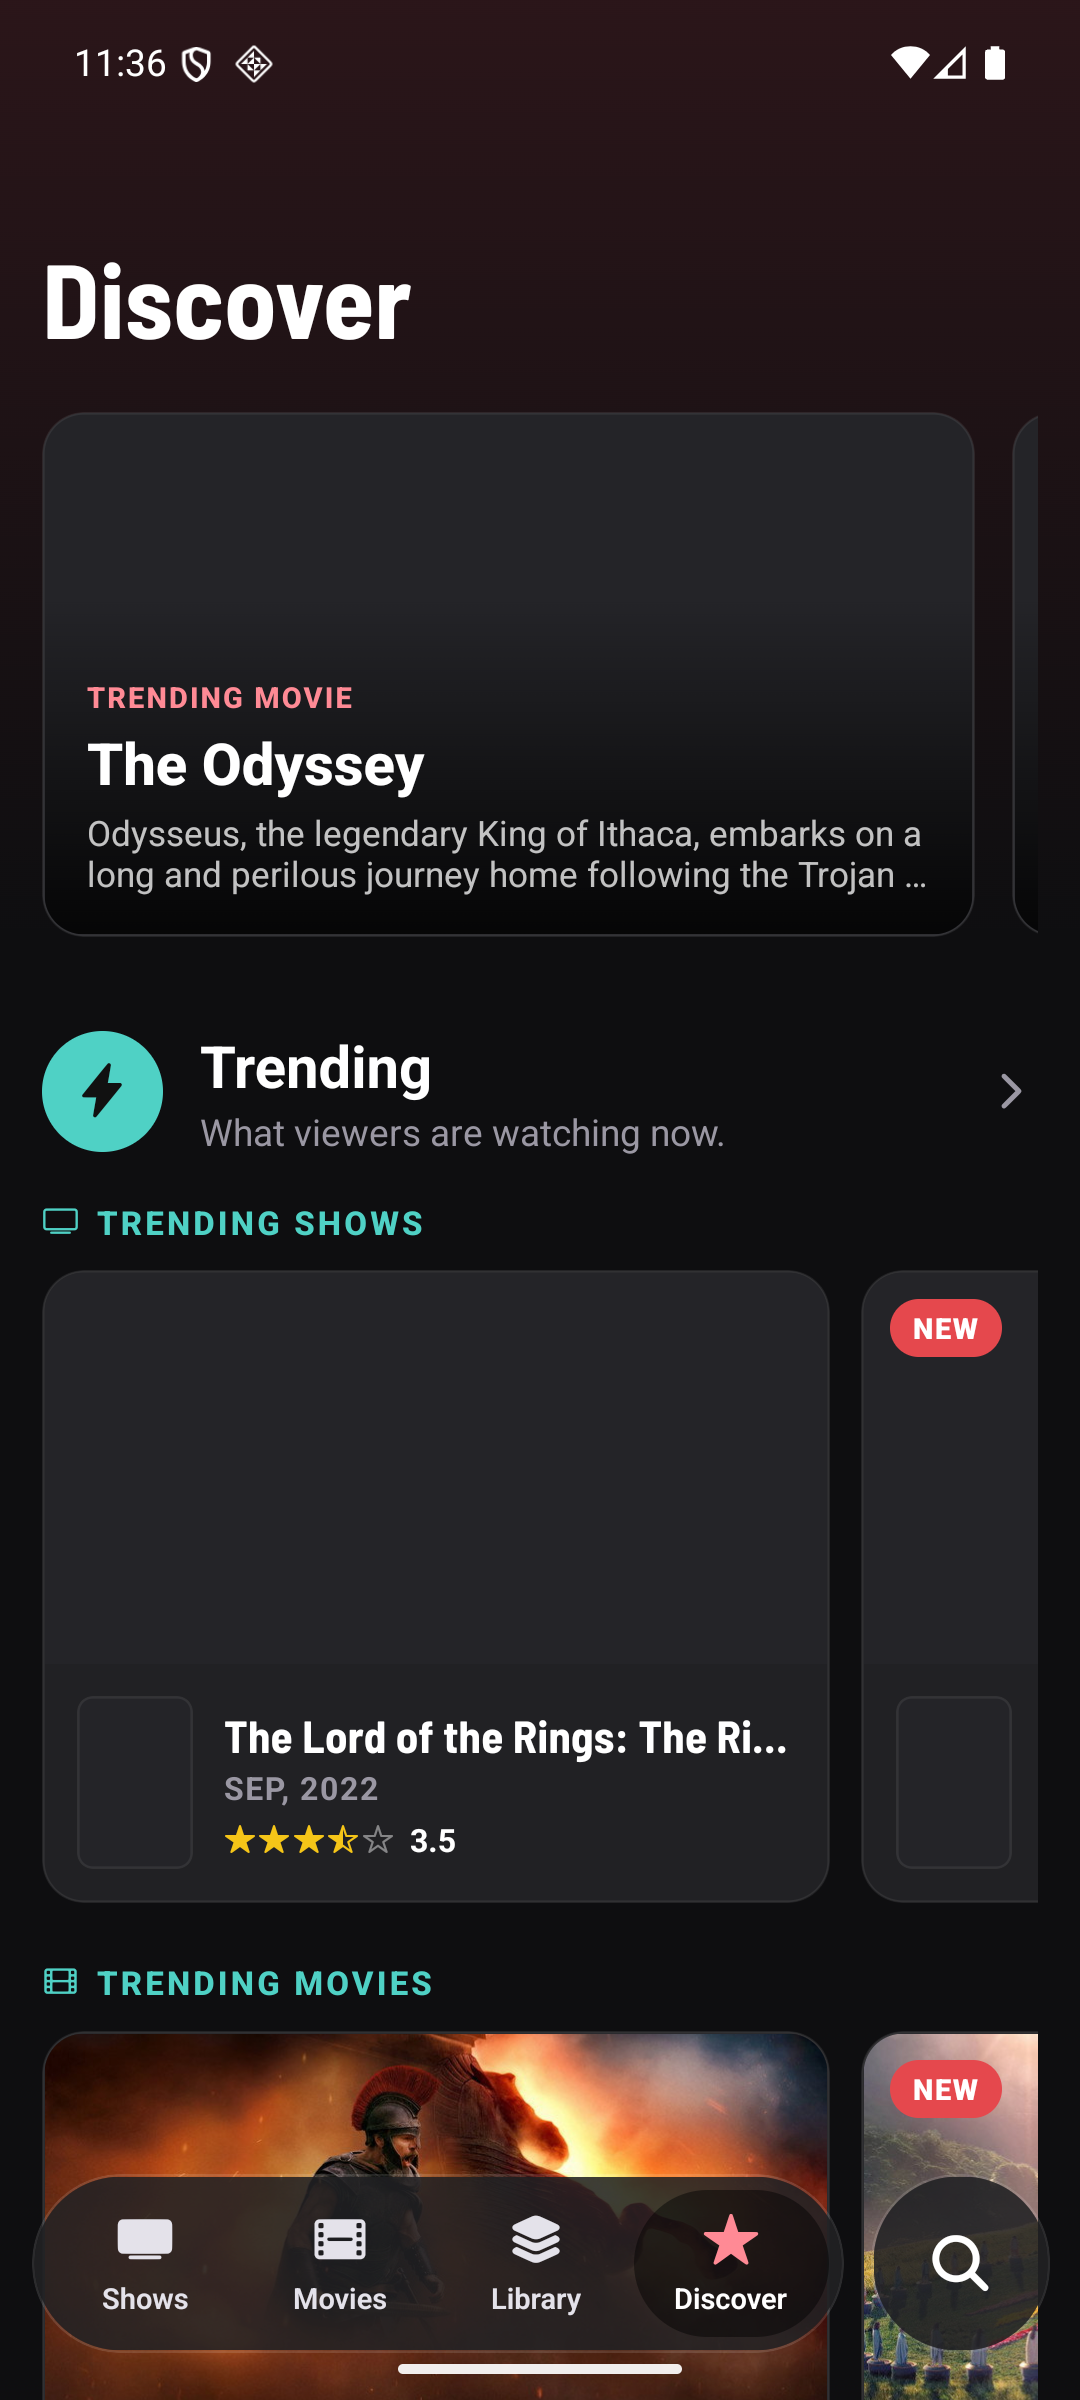 11:36
Discover
TRENDING MOVIE
The Odyssey
Odysseus, the legendary King of Ithaca, embarks on a
long and perilous journey home following the Trojan ...
Trending
What viewers are watching now.
TRENDING SHOWS
NEW
The Lord of the Rings: The Ri...
SEP, 2022
3.5
TRENDING MOVIES
NEW
Shows
Movies
Library
Discover